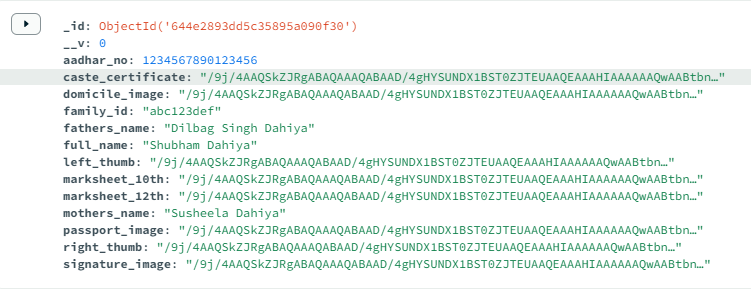 _id: ObjectId('644e2893dd5c35895a090f30')
__v: 0
aadhar_no: 1234567890123456
caste_certificate: "/9j/4AAQSkZJRgABAQAAAQABAAD/4gHYSUNDX1BST0ZJTEUAAQEAAAHIAAAAAAQwAABtbn…"
domicile_image: "/9j/4AAQSkZJRgABAQAAAQABAAD/4gHYSUNDX1BST0ZJTEUAAQEAAAHIAAAAAAQwAABtbn…"
family_id: "abc123def"
fathers_name: "Dilbag Singh Dahiya"
full_name: "Shubham Dahiya"
left_thumb: "/9j/4AAQSkZJRgABAQAAAQABAAD/4gHYSUNDX1BST0ZJTEUAAQEAAAHIAAAAAAQwAABtbn…"
marksheet_10th: "/9j/4AAQSkZJRgABAQAAAQABAAD/4gHYSUNDX1BST0ZJTEUAAQEAAAHIAAAAAAQwAABtbn…"
marksheet_12th: "/9j/4AAQSkZJRgABAQAAAQABAAD/4gHYSUNDX1BST0ZJTEUAAQEAAAHIAAAAAAQwAABtbn…"
mothers_name: "Susheela Dahiya"
passport_image: "/9j/4AAQSkZJRgABAQAAAQABAAD/4gHYSUNDX1BST0ZJTEUAAQEAAAHIAAAAAAQwAABtbn…"
right_thumb: "/9j/4AAQSkZJRgABAQAAAQABAAD/4gHYSUNDX1BST0ZJTEUAAQEAAAHIAAAAAAQwAABtbn…"
signature_image: "/9j/4AAQSkZJRgABAQAAAQABAAD/4gHYSUNDX1BST0ZJTEUAAQEAAAHIAAAAAAQwAABtbn…"